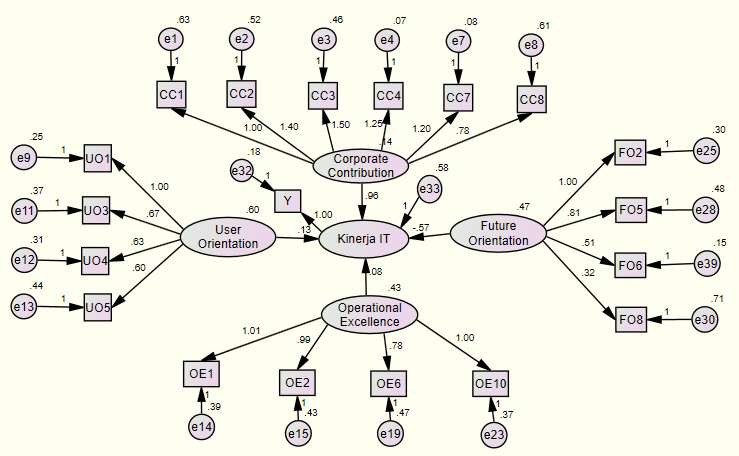 .63 .52 .46 .07 .08 .61
e1 e2 e3 e4 e7 e8
1 1 1 1 1 1
CC1 CC2 CC3 CC4 CC7 CC8
1.00 1.40 1.50 1.25 1.20 .78
.14
Corporate
Contribution
.96
.25
e9 1 UO1
1.00
.37
e11 1 UO3
.67
.31
e12 1 UO4
.63
.44
e13 1 UO5
.60
.60
User
Orientation
.13
.18
e32
1
Y
1.00
.58
e33
1
Kinerja IT
-.57
.47
Future
Orientation
.30
FO2 1 e25
1.00
.48
FO5 1 e28
.81
.15
FO6 1 e39
.51
.71
FO8 1 e30
.32
.08
.43
Operational
Excellence
1.01 .99 .78 1.00
OE1 OE2 OE6 OE10
1 1 1 1
.39 .43 .47 .37
e14 e15 e19 e23